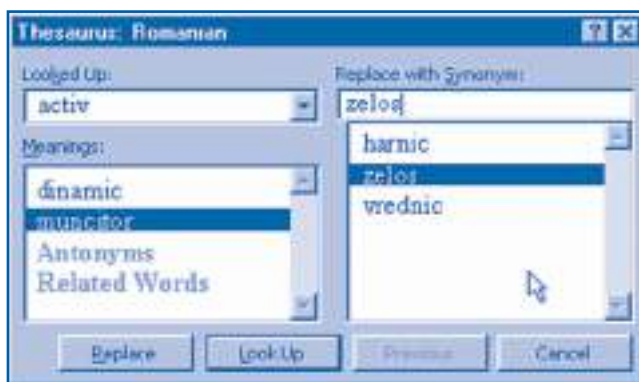 Thesaurus: Romanian
Looked Up:
activ
Meanings:
dinamic
muncitor
Antonyms
Related Words
Replace with Synonym:
zelos
harnic
zelos
vrednic
Replace
Look Up
Previous
Cancel